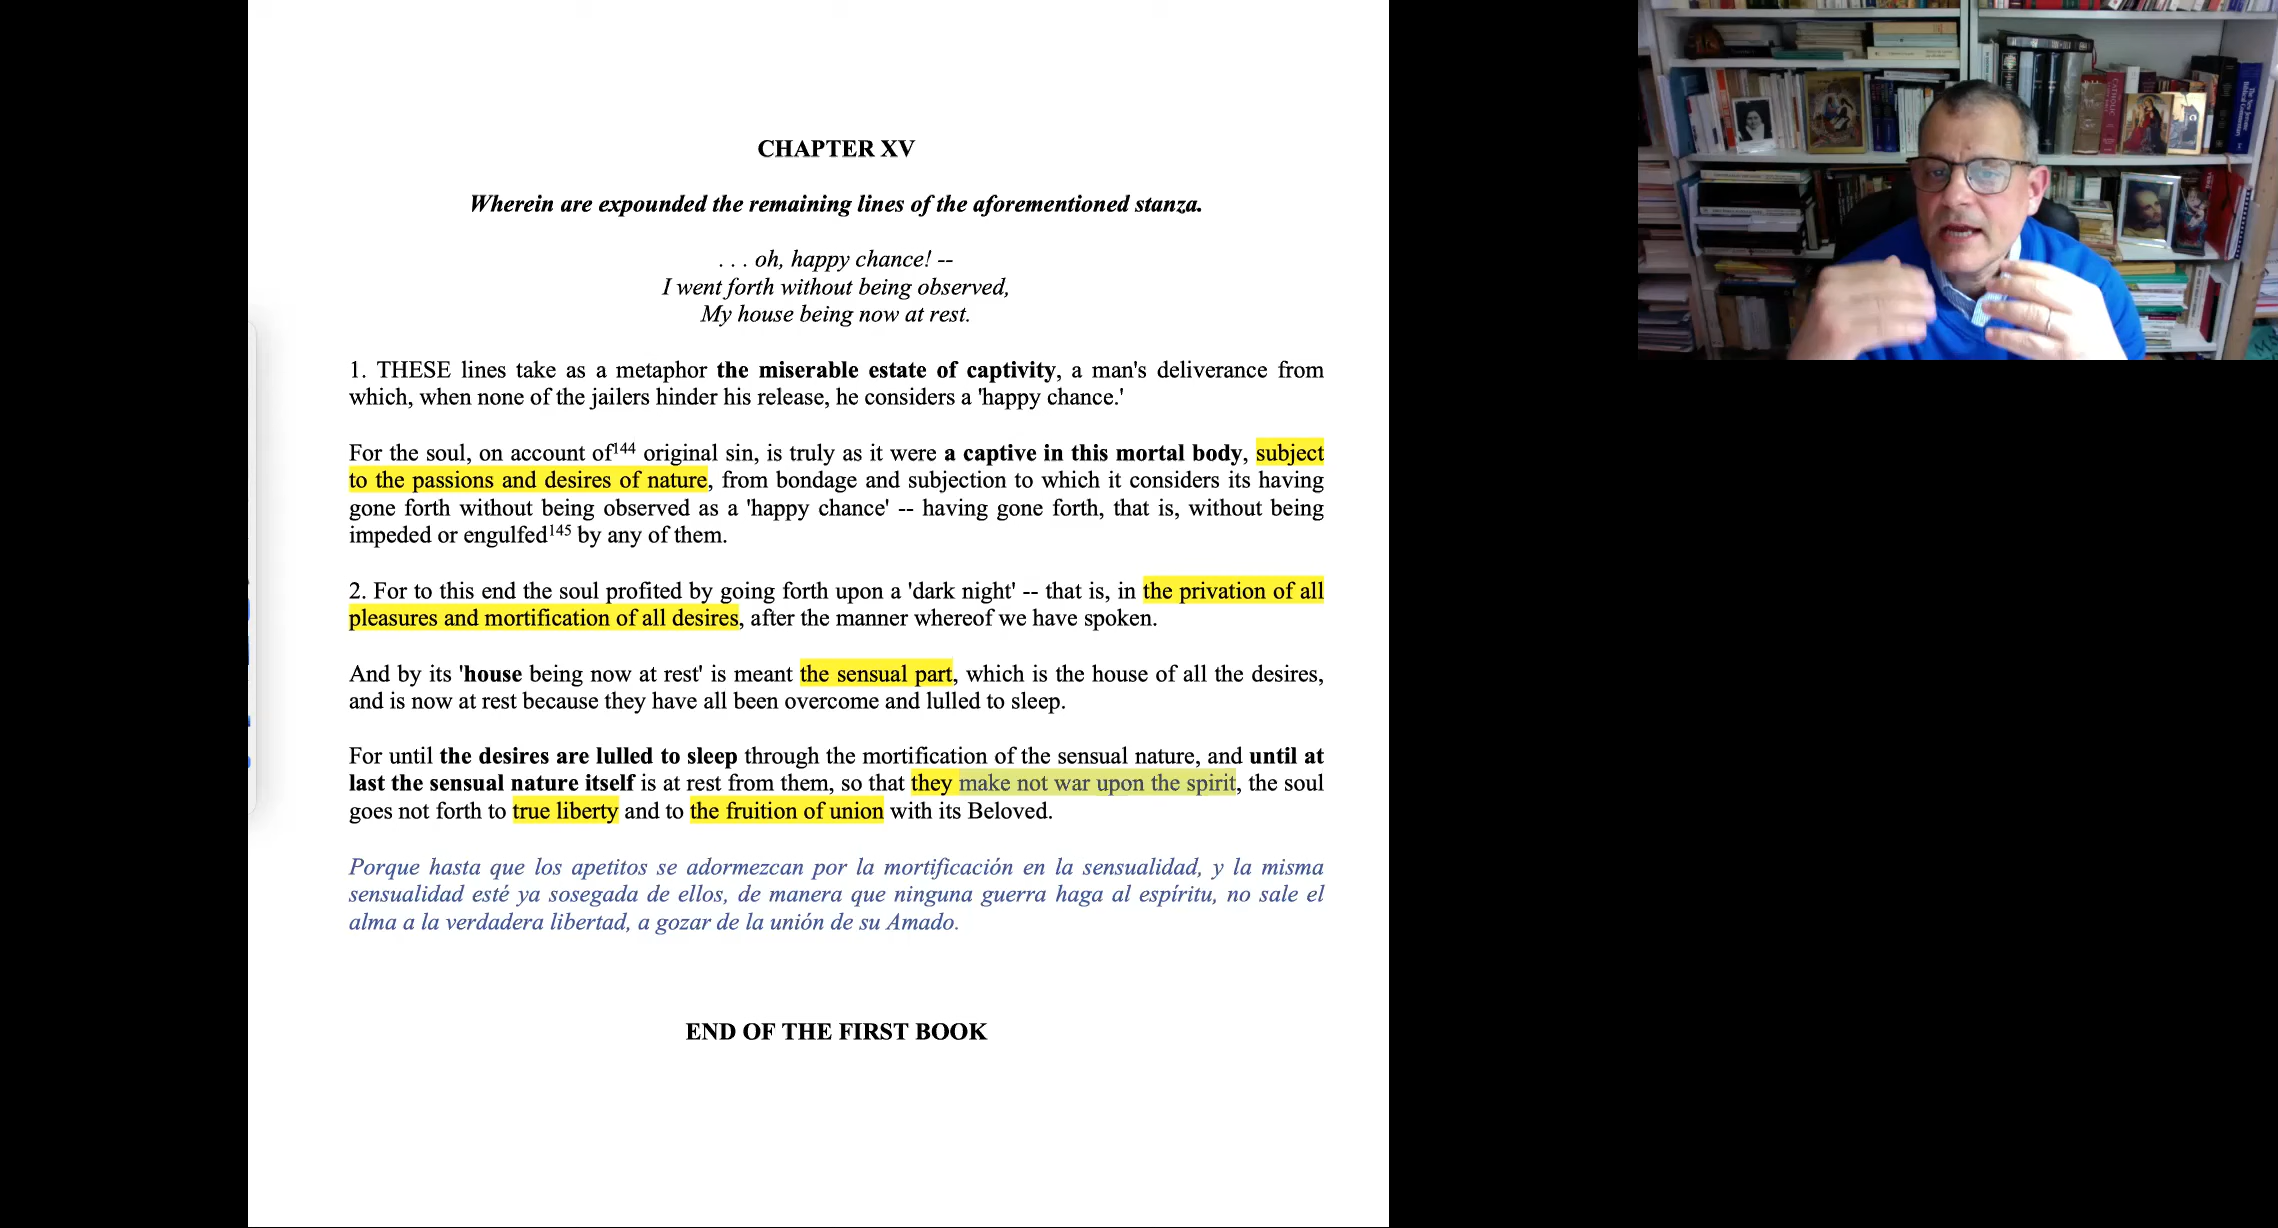 CHAPTER XV
Wherein are expounded the remaining lines of the aforementioned stanza.
. . . oh, happy chance! --
I went forth without being observed,
My house being now at rest.
1. THESE lines take as a metaphor the miserable estate of captivity, a man's deliverance from
which, when none of the jailers hinder his release, he considers a 'happy chance.'
For the soul, on account of144 original sin, is truly as it were a captive in this mortal body, subject
to the passions and desires of nature, from bondage and subjection to which it considers its having
gone forth without being observed as a 'happy chance' -- having gone forth, that is, without being
impeded or engulfed145 by any of them.
2. For to this end the soul profited by going forth upon a 'dark night' -- that is, in the privation of all
pleasures and mortification of all desires, after the manner whereof we have spoken.
And by its 'house being now at rest' is meant the sensual part, which is the house of all the desires,
and is now at rest because they have all been overcome and lulled to sleep.
For until the desires are lulled to sleep through the mortification of the sensual nature, and until at
last the sensual nature itself is at rest from them, so that they make not war upon the spirit, the soul
goes not forth to true liberty and to the fruition of union with its Beloved.
Porque hasta que los apetitos se adormezcan por la mortificación en la sensualidad, y la misma
sensualidad esté ya sosegada de ellos, de manera que ninguna guerra haga al espíritu, no sale el
alma a la verdadera libertad, a gozar de la unión de su Amado.
END OF THE FIRST BOOK